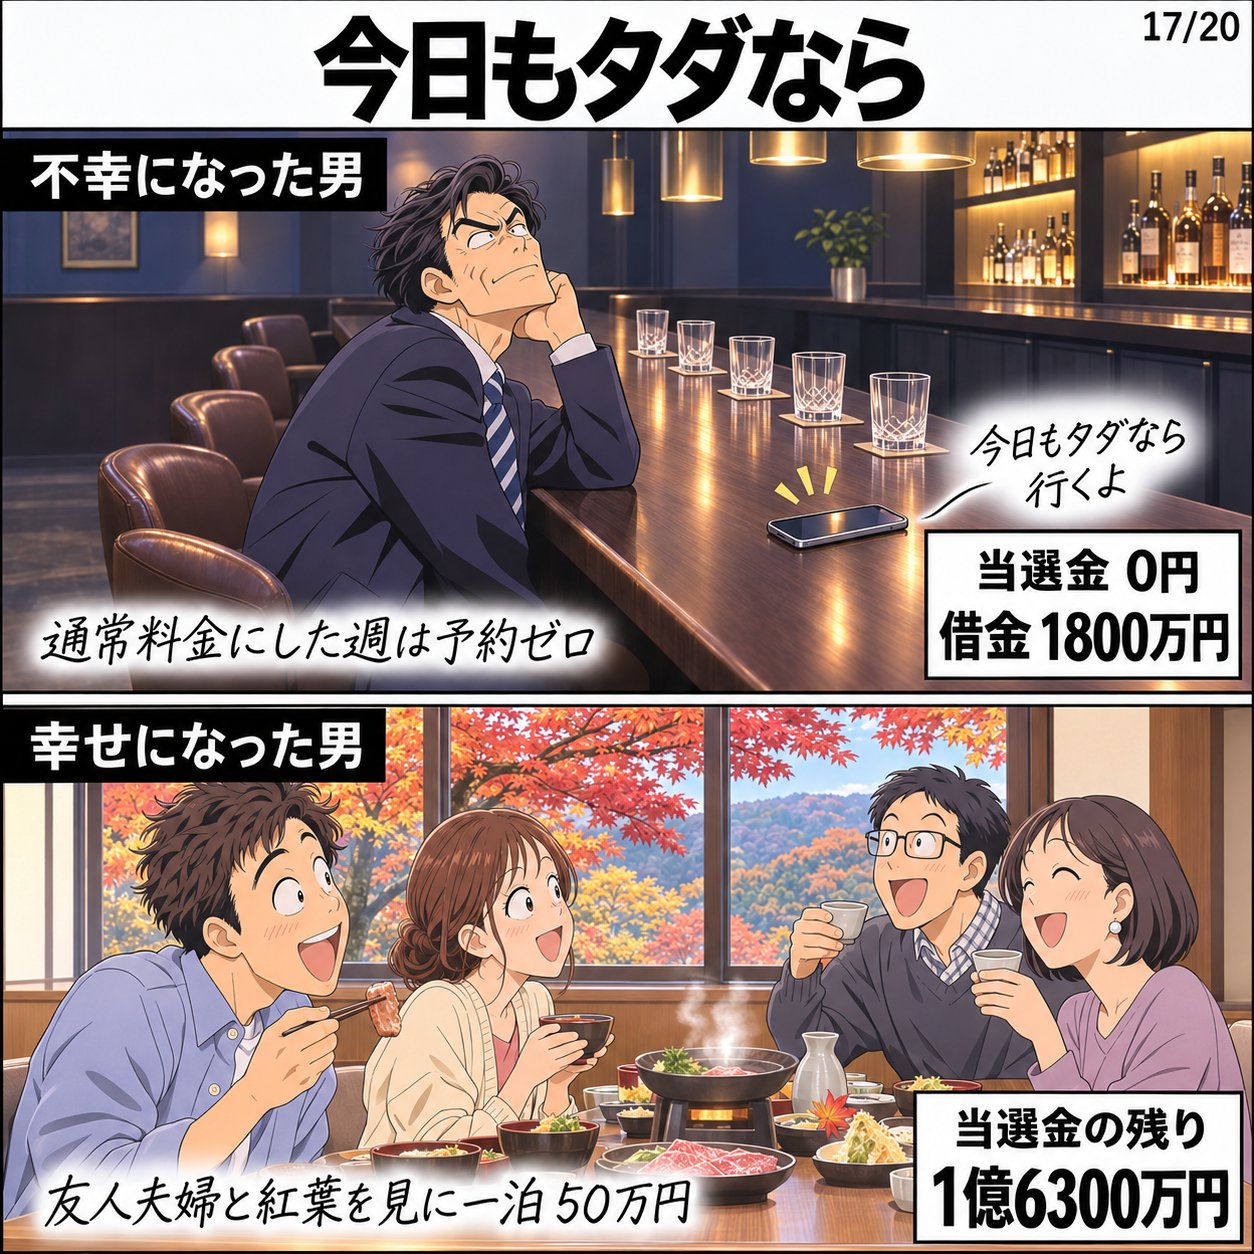 17/20
今日もタダなら
不幸になった男
今日もタダなら
行くよ
当選金 0円
借金 1800万円
通常料金にした週は予約ゼロ
幸せになった男
当選金の残り
1億6300万円
友人夫婦と紅葉を見に一泊50万円